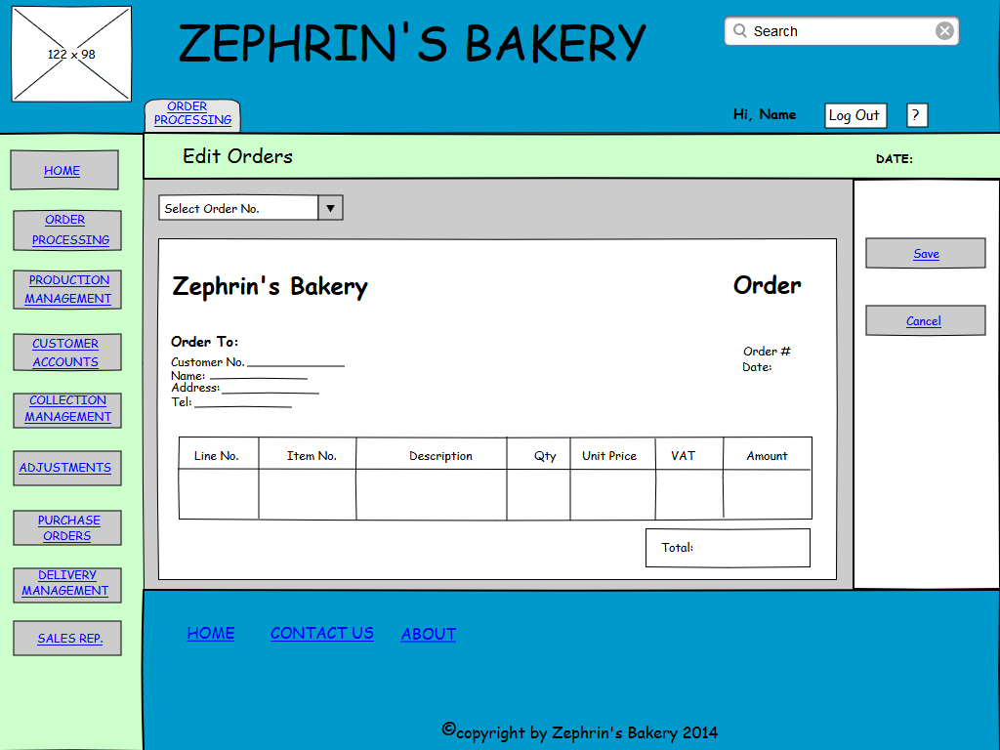 122 x 98
ZEPHRIN'S BAKERY
Search
ORDER
PROCESSING
Hi, Name
Log Out
?
Edit Orders
DATE:
HOME
ORDER
PROCESSING
PRODUCTION
MANAGEMENT
CUSTOMER
ACCOUNTS
COLLECTION
MANAGEMENT
ADJUSTMENTS
PURCHASE
ORDERS
DELIVERY
MANAGEMENT
SALES REP.
Select Order No.
Zephrin's Bakery
Order
Order To:
Customer No.
Name:
Address:
Tel:
Order #
Date:
Line No. Item No. Description Qty Unit Price VAT Amount
Total:
Save
Cancel
HOME CONTACT US ABOUT
©copyright by Zephrin's Bakery 2014